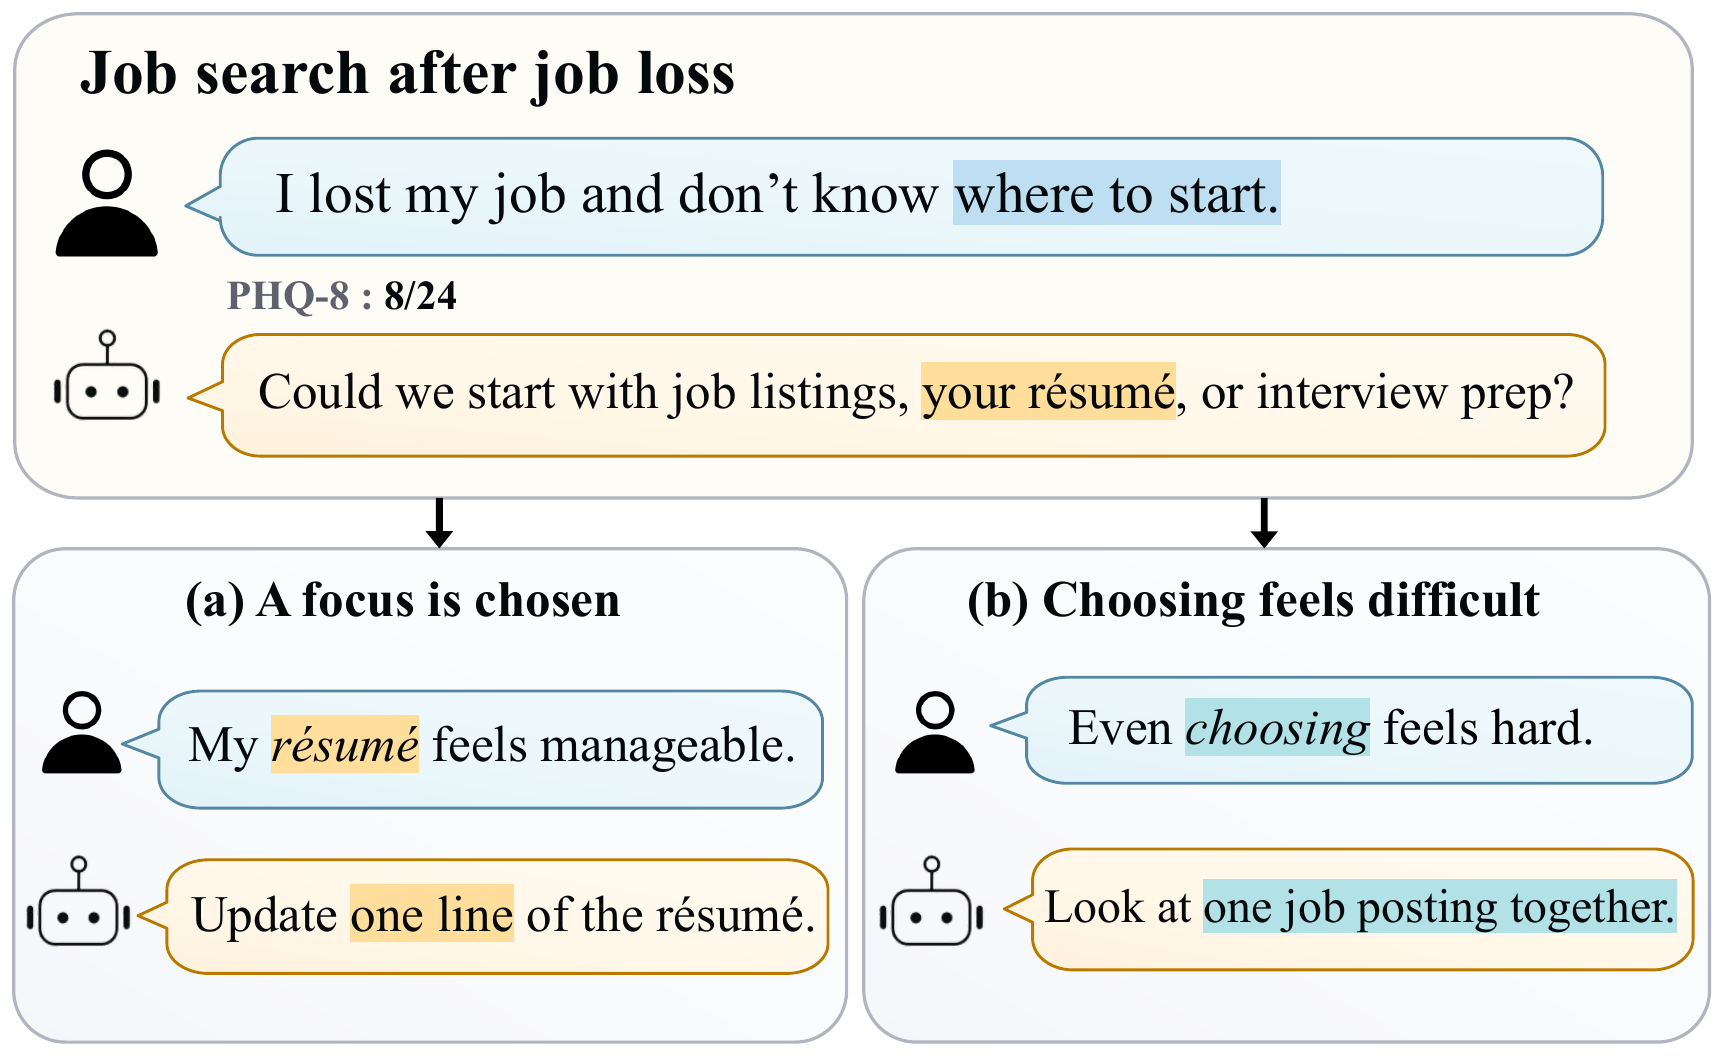 Job search after job loss
I lost my job and don’t know where to start.
PHQ-8 : 8/24
Could we start with job listings, your résumé, or interview prep?
(a) A focus is chosen
My résumé feels manageable.
Update one line of the résumé.
(b) Choosing feels difficult
Even choosing feels hard.
Look at one job posting together.